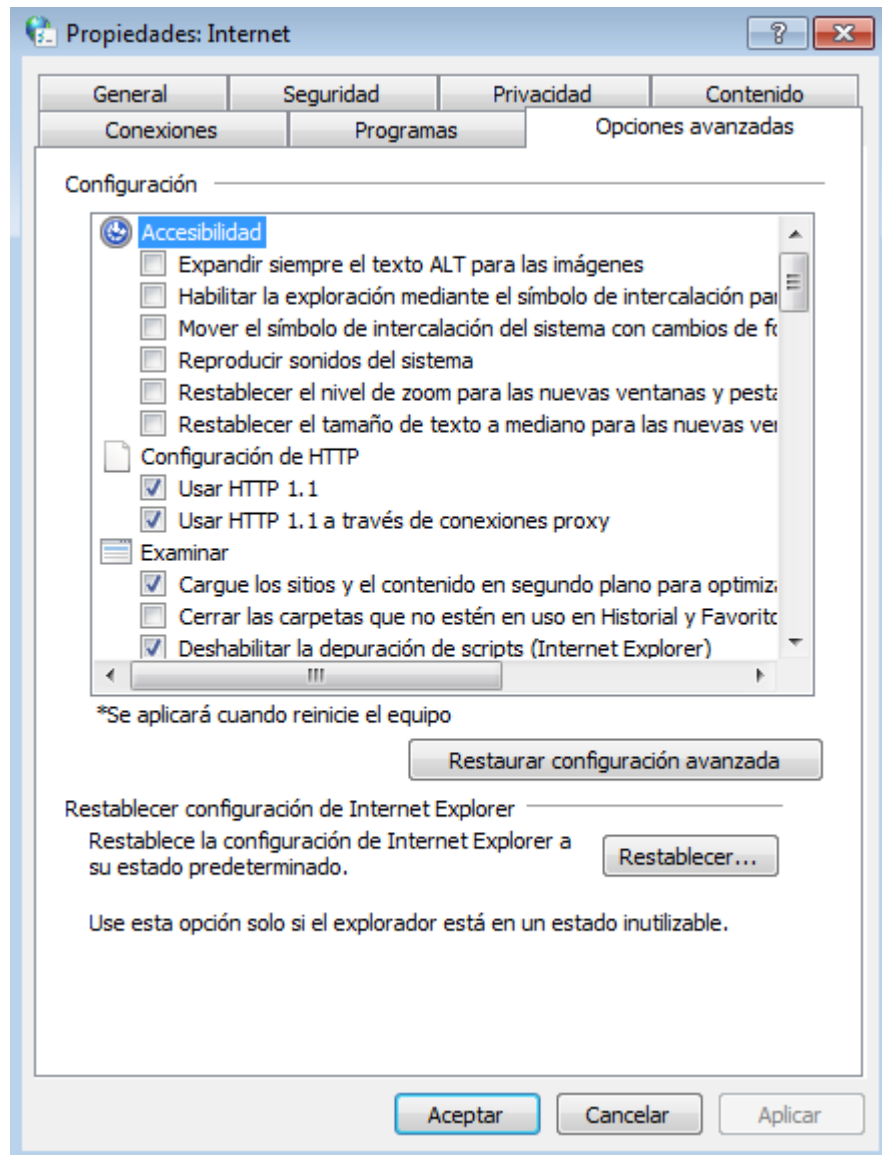 Propiedades: Internet
General Seguridad Privacidad Contenido
Conexiones Programas Opciones avanzadas
Configuración
Accesibilidad
Expandir siempre el texto ALT para las imágenes
Habilitar la exploración mediante el símbolo de intercalación
Mover el símbolo de intercalación del sistema con cambios de
Reproducir sonidos del sistema
Restablecer el nivel de zoom para las nuevas ventanas y
Restablecer el tamaño de texto a mediano para las nuevas
Configuración de HTTP
Usar HTTP 1.1
Usar HTTP 1.1 a través de conexiones proxy
Examinar
Cargue los sitios y el contenido en segundo plano para
Cerrar las carpetas que no estén en uso en Historial y
Deshabilitar la depuración de scripts (Internet Explorer)
*Se aplicará cuando reinicie el equipo
Restaurar configuración avanzada
Restablecer configuración de Internet Explorer
Restablece la configuración de Internet Explorer a
su estado predeterminado.
Restablecer...
Use esta opción solo si el explorador está en un estado inutilizable.
Aceptar Cancelar Aplicar